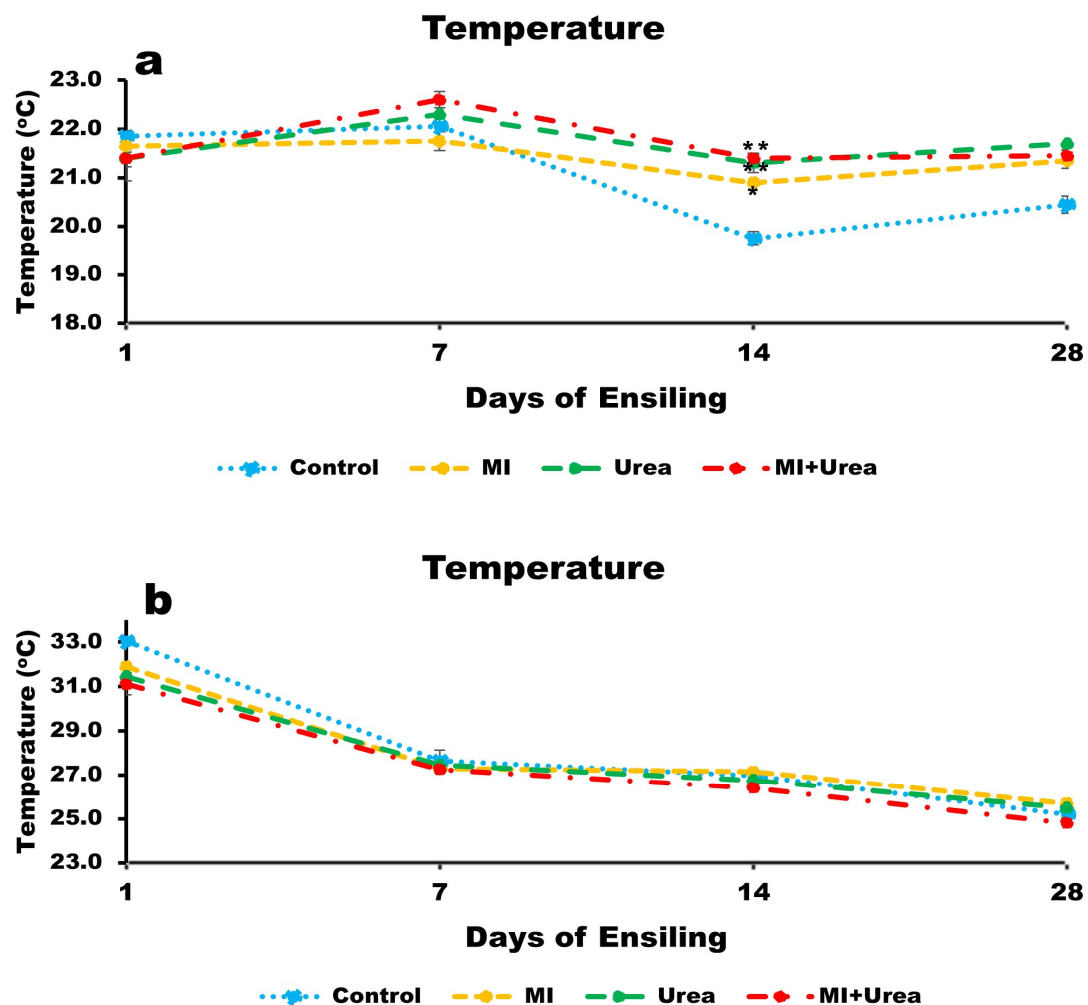 Temperature
a
Temperature (°C)
23.0
22.0
21.0
20.0
19.0
18.0
**
**
*
1 7 14 28
Days of Ensiling
Control MI Urea MI+Urea
Temperature
b
Temperature (°C)
33.0
31.0
29.0
27.0
25.0
23.0
1 7 14 28
Days of Ensiling
Control MI Urea MI+Urea